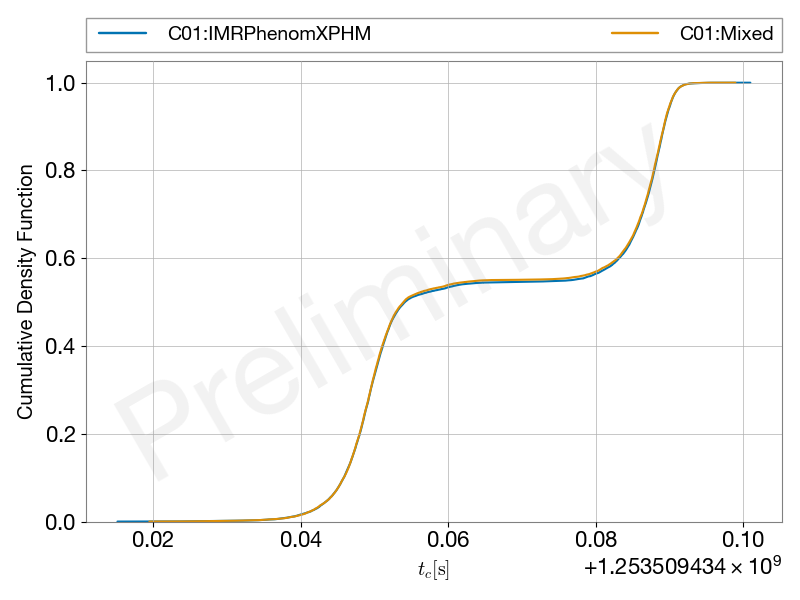 C01:IMRPhenomXPHM C01:Mixed
Preliminary
Cumulative Density Function
1.0
0.8
0.6
0.4
0.2
0.0
0.02 0.04 0.06 0.08 0.10
t_c[s]
+1.253509434 × 10⁹